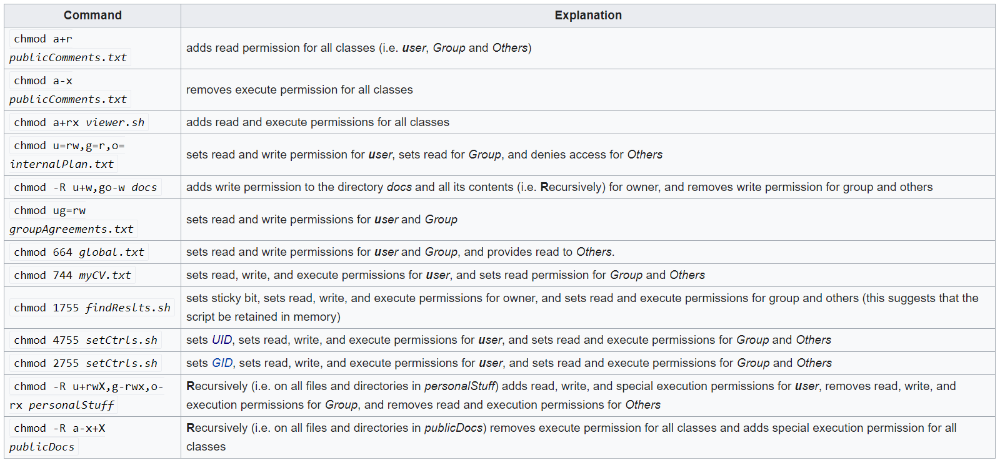 Command Explanation
chmod a+r
publicComments.txt
adds read permission for all classes (i.e. user, Group and Others)
chmod a-x
publicComments.txt
removes execute permission for all classes
chmod a+rx viewer.sh
adds read and execute permissions for all classes
chmod u=rw,g=r,o=
internalPlan.txt
sets read and write permission for user, sets read for Group, and denies access for Others
chmod -R u+w,go-w docs
adds write permission to the directory docs and all its contents (i.e. Recursively) for owner, and removes write permission for group and others
chmod ug=rw
groupAgreements.txt
sets read and write permissions for user and Group
chmod 664 global.txt
sets read and write permissions for user and Group, and provides read to Others.
chmod 744 myCV.txt
sets read, write, and execute permissions for user, and sets read permission for Group and Others
chmod 1755 findReslts.sh
sets sticky bit, sets read, write, and execute permissions for owner, and sets read and execute permissions for group and others (this suggests that the
script be retained in memory)
chmod 4755 setCtrls.sh
sets UID, sets read, write, and execute permissions for user, and sets read and execute permissions for Group and Others
chmod 2755 setCtrls.sh
sets GID, sets read, write, and execute permissions for user, and sets read and execute permissions for Group and Others
chmod -R u+rwX,g-rwx,o-
rx personalStuff
Recursively (i.e. on all files and directories in personalStuff) adds read, write, and special execution permissions for user, removes read, write, and
execution permissions for Group, and removes read and execution permissions for Others
chmod -R a-x+X
publicDocs
Recursively (i.e. on all files and directories in publicDocs) removes execute permission for all classes and adds special execution permission for all
classes